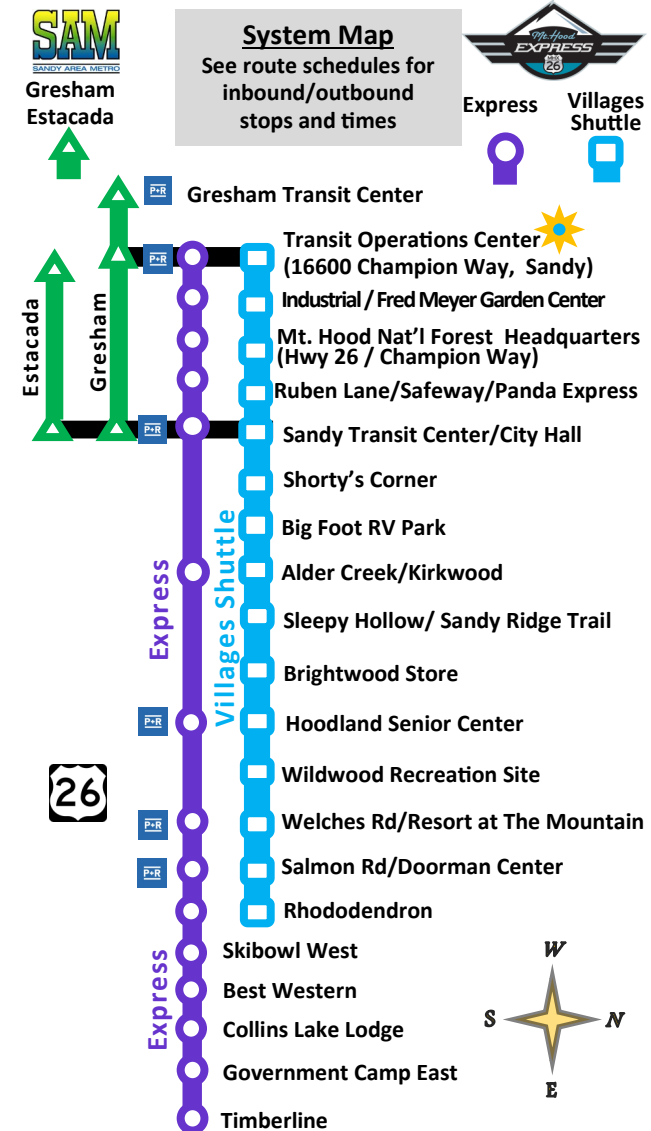 SAM
SANDY AREA METRO
Gresham
Estacada
System Map
See route schedules for
inbound/outbound
stops and times
Mt. Hood
EXPRESS
26
Express
Villages
Shuttle
P+R
Gresham Transit Center
P+R
Transit Operations Center
(16600 Champion Way, Sandy)
Industrial / Fred Meyer Garden Center
Mt. Hood Nat'l Forest Headquarters
(Hwy 26 / Champion Way)
Ruben Lane/Safeway/Panda Express
Estacada
Gresham
P+R
Sandy Transit Center/City Hall
Shorty's Corner
Big Foot RV Park
Alder Creek/Kirkwood
Express
Villages Shuttle
Sleepy Hollow/ Sandy Ridge Trail
Brightwood Store
P+R
Hoodland Senior Center
Wildwood Recreation Site
26
P+R
Welches Rd/Resort at The Mountain
P+R
Salmon Rd/Doorman Center
Rhododendron
Skibowl West
Best Western
Express
Collins Lake Lodge
Government Camp East
Timberline
W
S
N
E